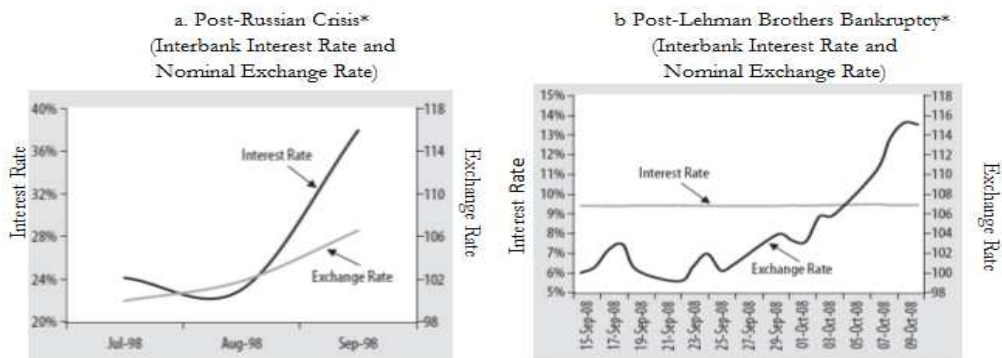 a. Post-Russian Crisis*
(Interbank Interest Rate and
Nominal Exchange Rate)
40%
36%
32%
28%
24%
20%
Interest Rate
118
114
110
106
102
98
Exchange Rate
Interest Rate
Exchange Rate
Jul-98 Aug-98 Sep-98
b Post-Lehman Brothers Bankruptcy*
(Interbank Interest Rate and
Nominal Exchange Rate)
15%
14%
13%
12%
11%
10%
9%
8%
7%
6%
5%
Interest Rate
118
116
114
112
110
108
106
104
102
100
98
Exchange Rate
Interest Rate
Exchange Rate
15-Sep-08
17-Sep-08
19-Sep-08
21-Sep-08
23-Sep-08
25-Sep-08
27-Sep-08
29-Sep-08
01-Oct-08
03-Oct-08
05-Oct-08
07-Oct-08
09-Oct-08